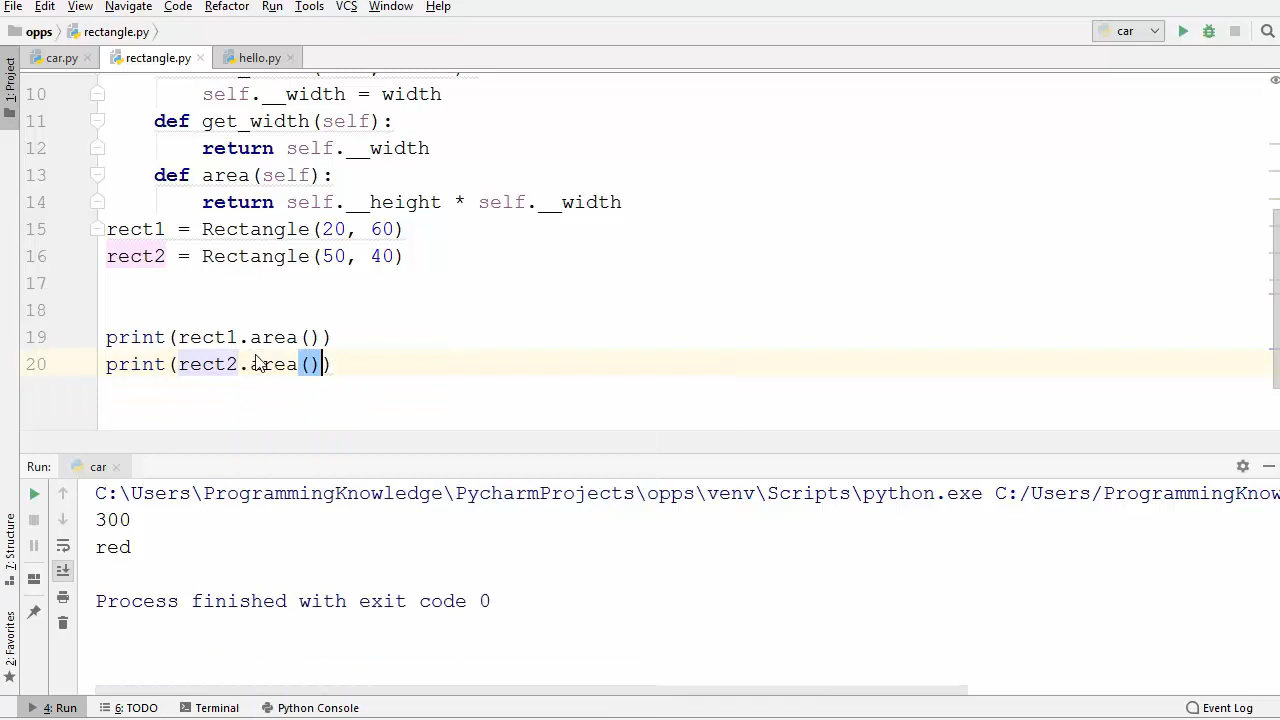 File Edit View Navigate Code Refactor Run Tools VCS Window Help
opps rectangle.py car
car.py rectangle.py hello.py
1: Project
10 self.__width = width
11 def get_width(self):
12 return self.__width
13 def area(self):
14 return self.__height * self.__width
15 rect1 = Rectangle(20, 60)
16 rect2 = Rectangle(50, 40)
17
18
19 print(rect1.area())
20 print(rect2.area())
Run: car
C:\Users\ProgrammingKnowledge\PycharmProjects\opps\venv\Scripts\python.exe C:/Users/ProgrammingKnow
300
red
Process finished with exit code 0
7: Structure
2: Favorites
4: Run 6: TODO Terminal Python Console Event Log